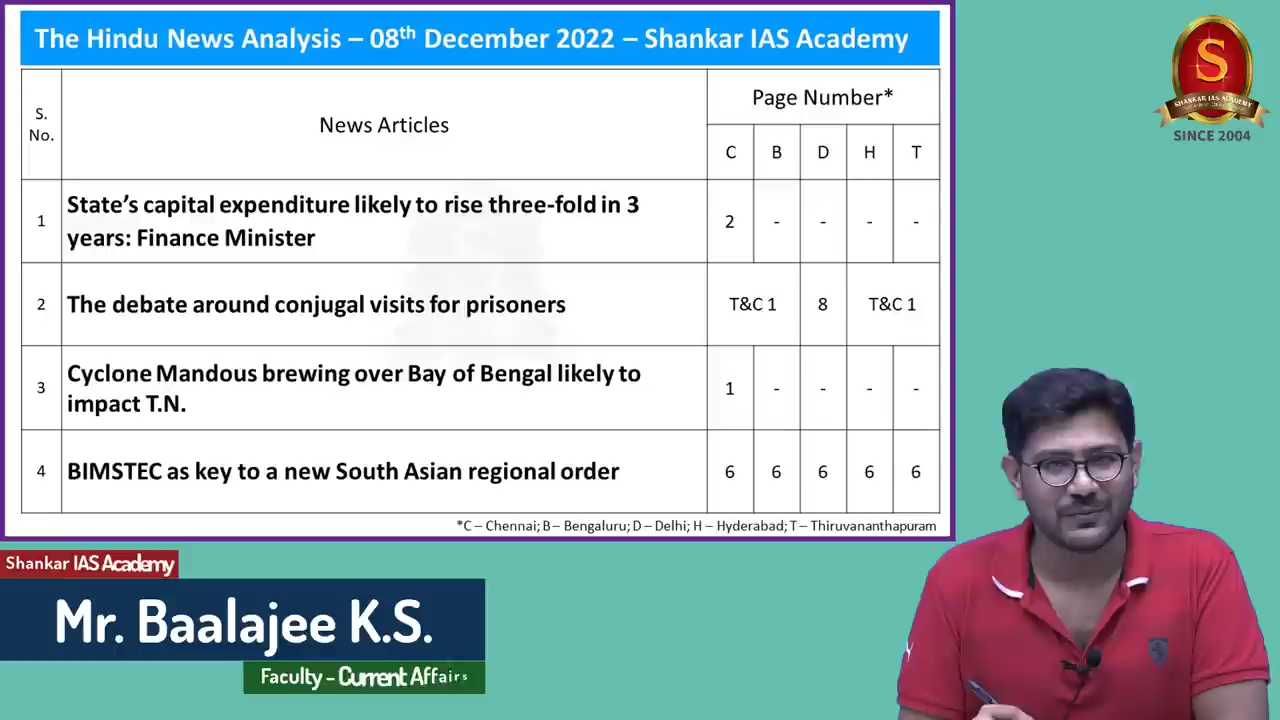 The Hindu News Analysis – 08th December 2022 – Shankar IAS Academy
S. No.
News Articles
Page Number*
C B D H T
1 State's capital expenditure likely to rise three-fold in 3
years: Finance Minister 2 - - - -
2 The debate around conjugal visits for prisoners T&C 1 8 T&C 1
3 Cyclone Mandous brewing over Bay of Bengal likely to
impact T.N. 1 - - - -
4 BIMSTEC as key to a new South Asian regional order 6 6 6 6 6
*C – Chennai; B – Bengaluru; D – Delhi; H – Hyderabad; T – Thiruvananthapuram
S
SHANKAR IAS ACADEMY
SINCE 2004
Shankar IAS Academy
Mr. Baalajee K.S.
Faculty - Current Affairs